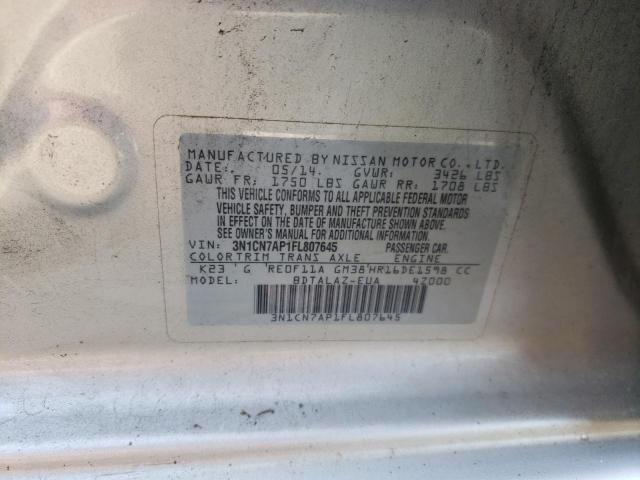 MANUFACTURED BY NISSAN MOTOR CO., LTD.
DATE: 05/14 GVWR: 3426 LBS
GAWR FR: 1750 LBS GAWR RR: 1708 LBS
THIS VEHICLE CONFORMS TO ALL APPLICABLE FEDERAL MOTOR
VEHICLE SAFETY, BUMPER AND THEFT PREVENTION STANDARDS
IN EFFECT ON THE DATE OF MANUFACTURE SHOWN ABOVE.
SEE OWNER'S MANUAL FOR ADDITIONAL INFORMATION.
VIN: 3N1CN7AP1FL807645 PASSENGER CAR.
COLOR TRIM TRANS AXLE ENGINE
K23 ' G 'RE0F11A GM38'HR16DE1598 CC
MODEL: BDTALAZ-EUA 4Z000
3N1CN7AP1FL807645